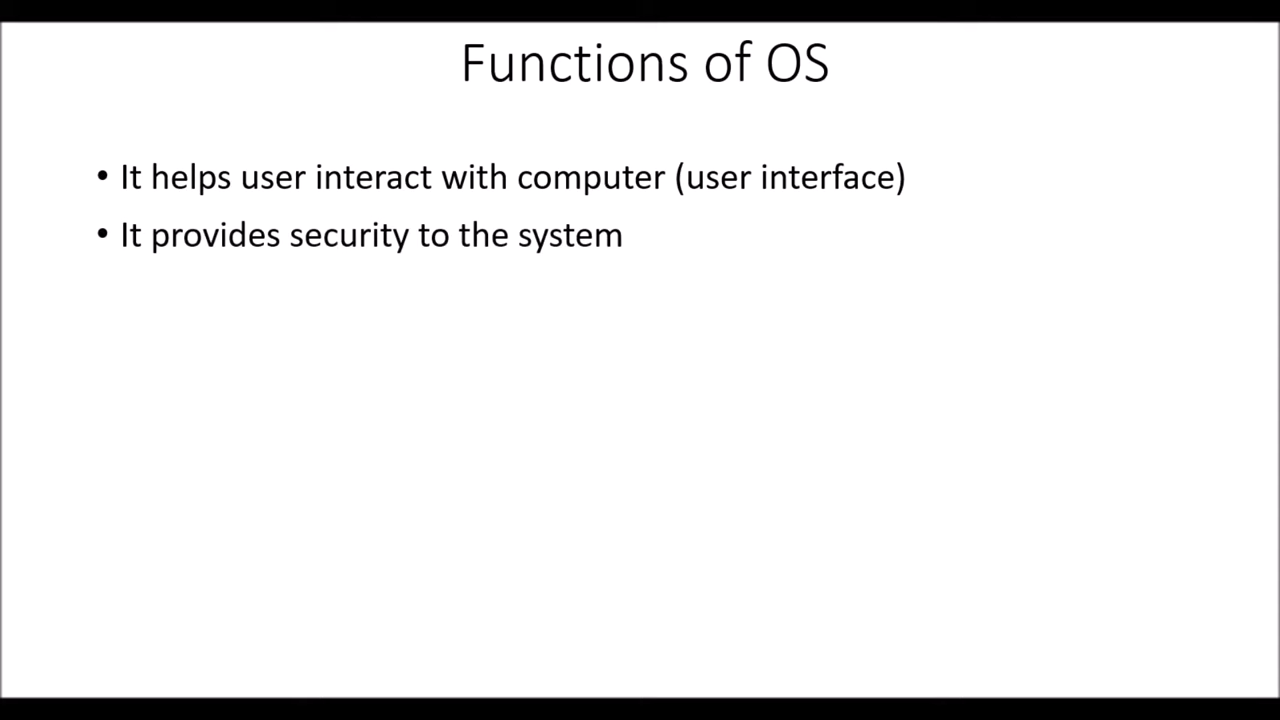 Functions of OS
• It helps user interact with computer (user interface)
• It provides security to the system